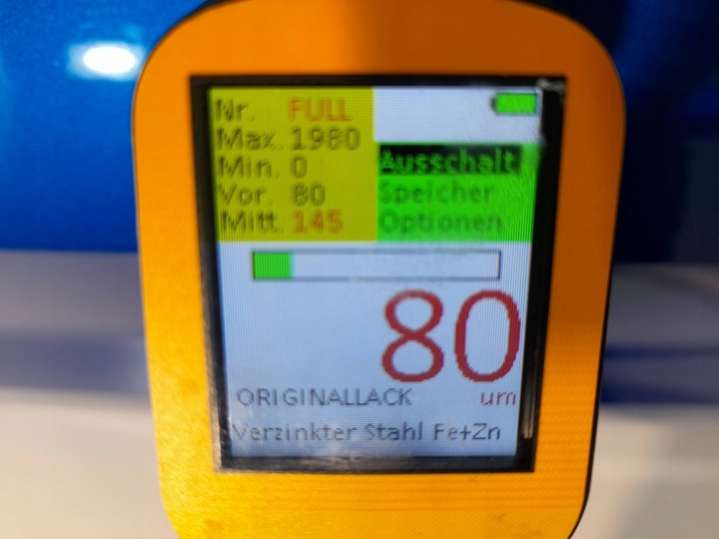 Nr. FULL
Max. 1980
Min. 0
Vor. 80
Mitt. 145
Ausschalt.
Speicher
Optionen
80
ORIGINALLACK um
Verzinkter Stahl Fe+Zn